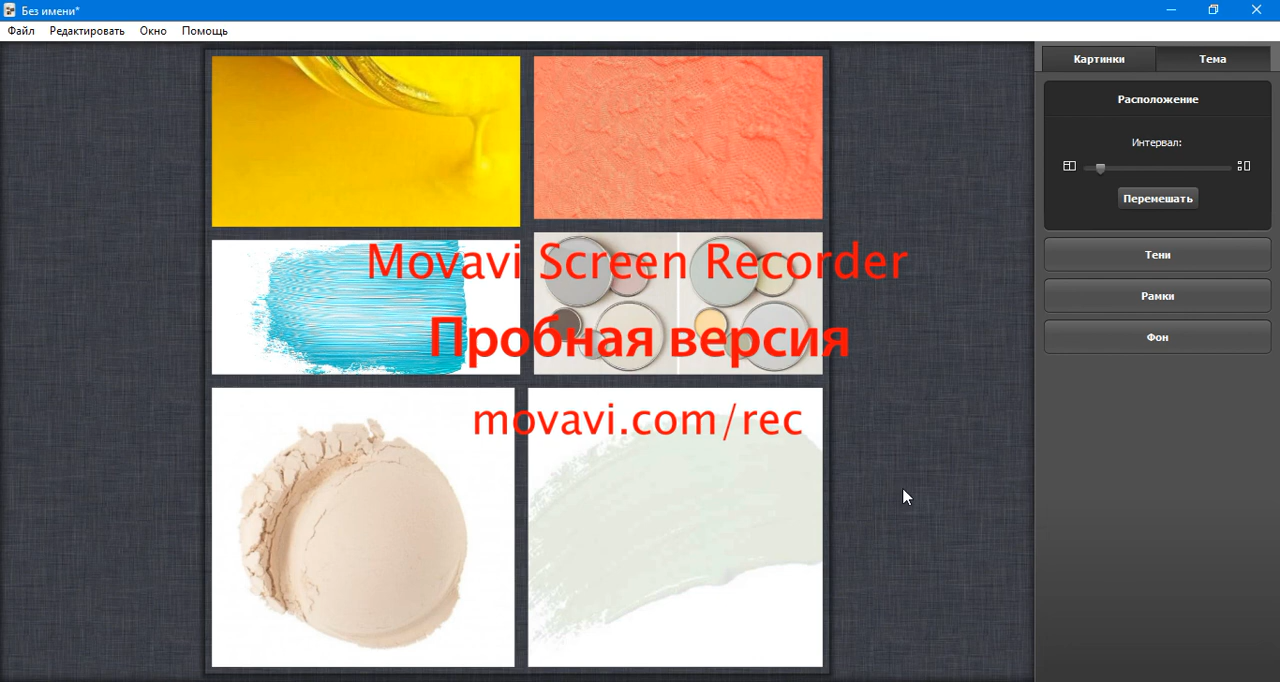 Без имени*
Файл Редактировать Окно Помощь
Картинки Тема
Расположение
Интервал:
Перемешать
Тени
Рамки
Фон
Movavi Screen Recorder
Пробная версия
movavi.com/rec